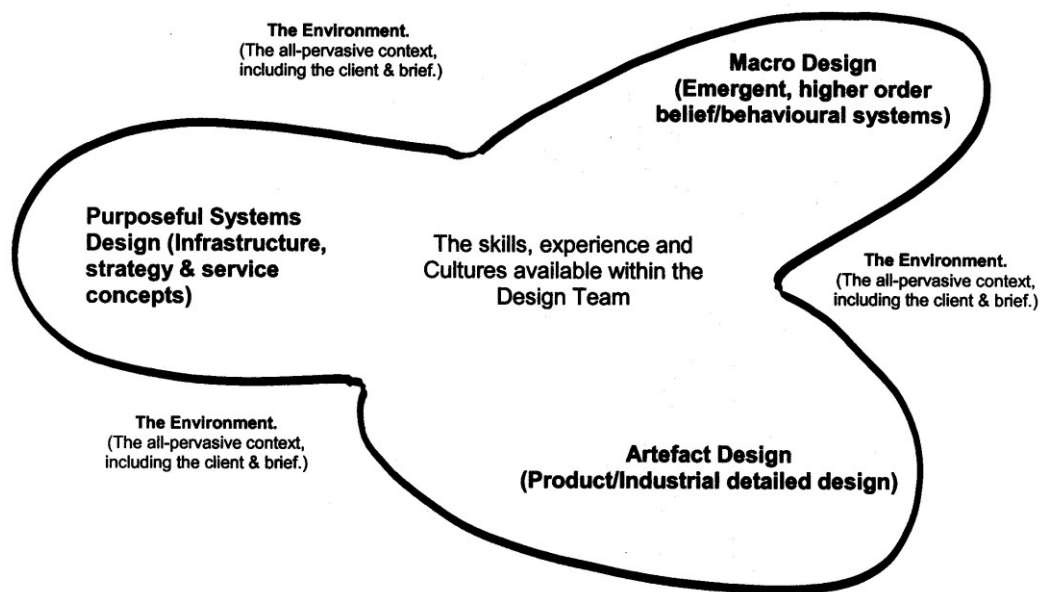 The Environment.
(The all-pervasive context,
including the client & brief.)
Macro Design
(Emergent, higher order
belief/behavioural systems)
Purposeful Systems
Design (Infrastructure,
strategy & service
concepts)
The skills, experience and
Cultures available within the
Design Team
The Environment.
(The all-pervasive context,
including the client & brief.)
The Environment.
(The all-pervasive context,
including the client & brief.)
Artefact Design
(Product/Industrial detailed design)